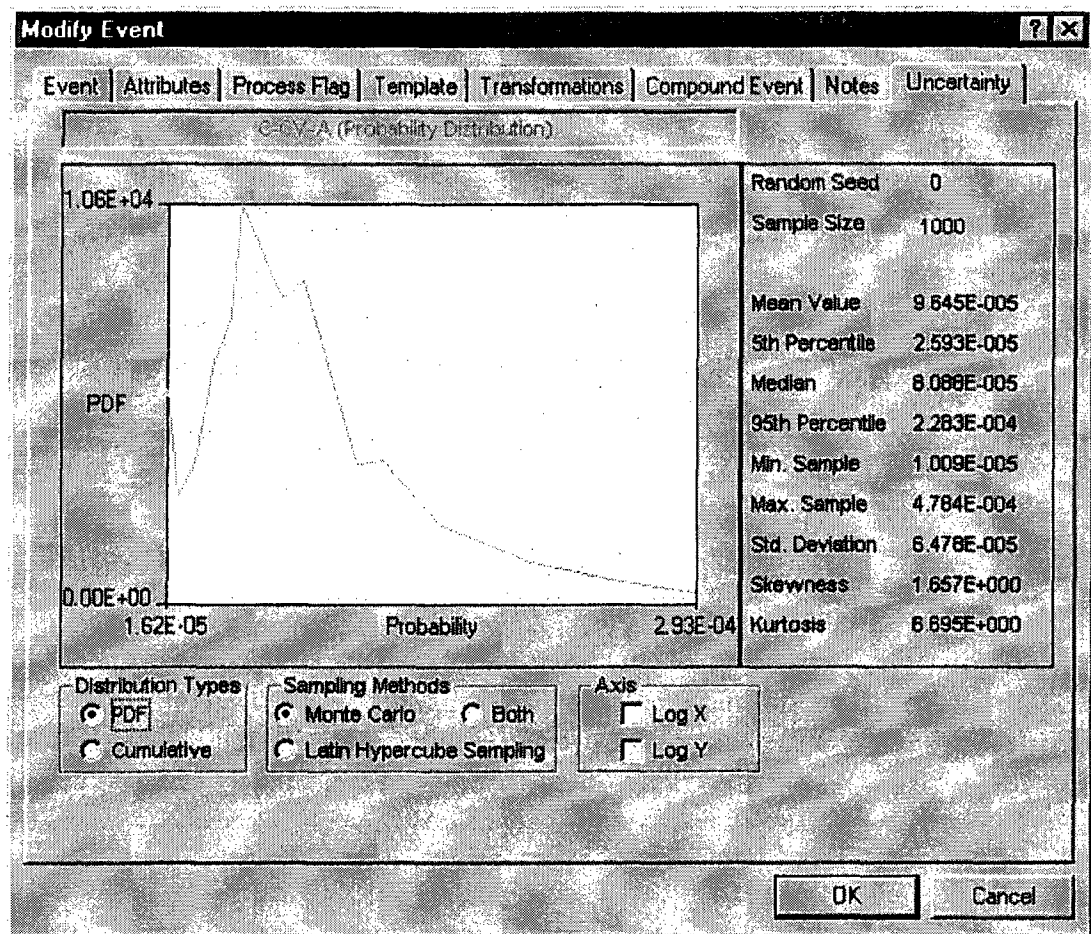 Modify Event
Event Attributes Process Flag Template Transformations Compound Event Notes Uncertainty
C-CV-A (Probability Distribution)
1.06E+04
PDF
0.00E+00
1.62E-05 Probability 2.93E-04
Random Seed 0
Sample Size 1000
Mean Value 9.645E-005
5th Percentile 2.593E-005
Median 8.088E-005
95th Percentile 2.283E-004
Min. Sample 1.009E-005
Max. Sample 4.784E-004
Std. Deviation 6.478E-005
Skewness 1.657E+000
Kurtosis 6.695E+000
Distribution Types
PDF
Cumulative
Sampling Methods
Monte Carlo Both
Latin Hypercube Sampling
Axis
Log X
Log Y
OK Cancel